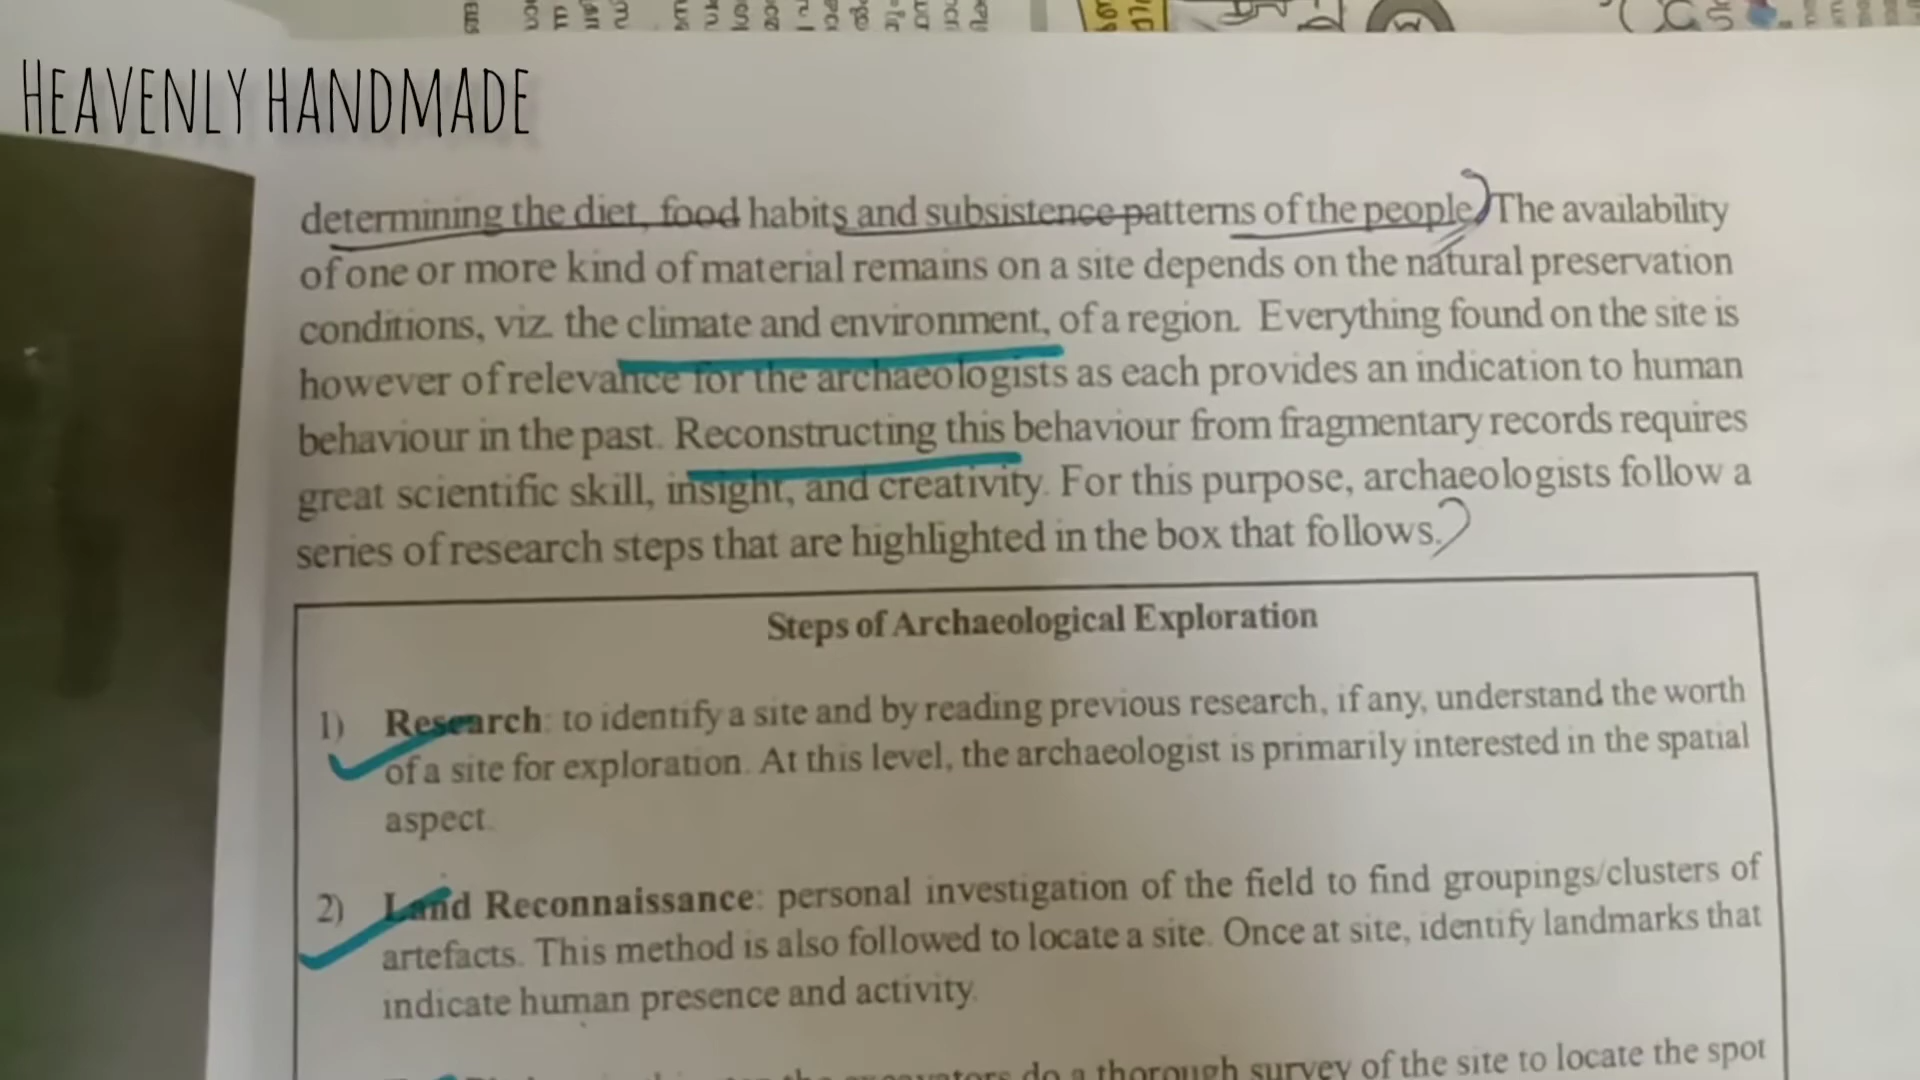 HEAVENLY HANDMADE
determining the diet, food habits and subsistence patterns of the people. The availability
of one or more kind of material remains on a site depends on the natural preservation
conditions, viz. the climate and environment, of a region. Everything found on the site is
however of relevance for the archaeologists as each provides an indication to human
behaviour in the past. Reconstructing this behaviour from fragmentary records requires
great scientific skill, insight, and creativity. For this purpose, archaeologists follow a
series of research steps that are highlighted in the box that follows.
Steps of Archaeological Exploration
1) Research: to identify a site and by reading previous research, if any, understand the worth
of a site for exploration. At this level, the archaeologist is primarily interested in the spatial
aspect.
2) Land Reconnaissance: personal investigation of the field to find groupings/clusters of
artefacts. This method is also followed to locate a site. Once at site, identify landmarks that
indicate human presence and activity.
do a thorough survey of the site to locate the spot